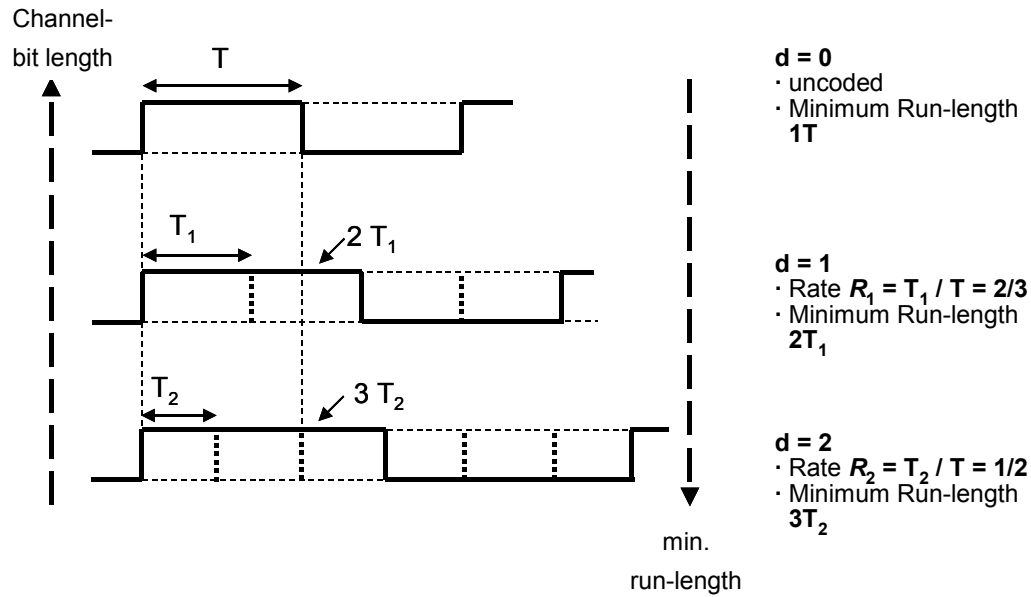 Channel-
bit length
T
d = 0
· uncoded
· Minimum Run-length
1T
T₁
2 T₁
d = 1
· Rate R₁ = T₁ / T = 2/3
· Minimum Run-length
2T₁
T₂
3 T₂
d = 2
· Rate R₂ = T₂ / T = 1/2
· Minimum Run-length
3T₂
min.
run-length